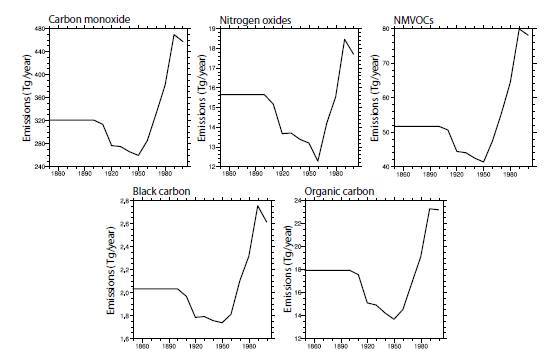 Carbon monoxide
Emissions (Tg/year)
480
440
400
360
320
280
240
1860 1890 1920 1950 1980
Nitrogen oxides
Emissions (Tg/year)
19
18
17
16
15
14
13
12
1860 1890 1920 1950 1980
NMVOCs
Emissions (Tg/year)
80
70
60
50
40
1860 1890 1920 1950 1980
Black carbon
Emissions (Tg/year)
2,8
2,6
2,4
2,2
2,0
1,8
1,6
1860 1890 1920 1950 1980
Organic carbon
Emissions (Tg/year)
24
22
20
18
16
14
12
1860 1890 1920 1950 1980